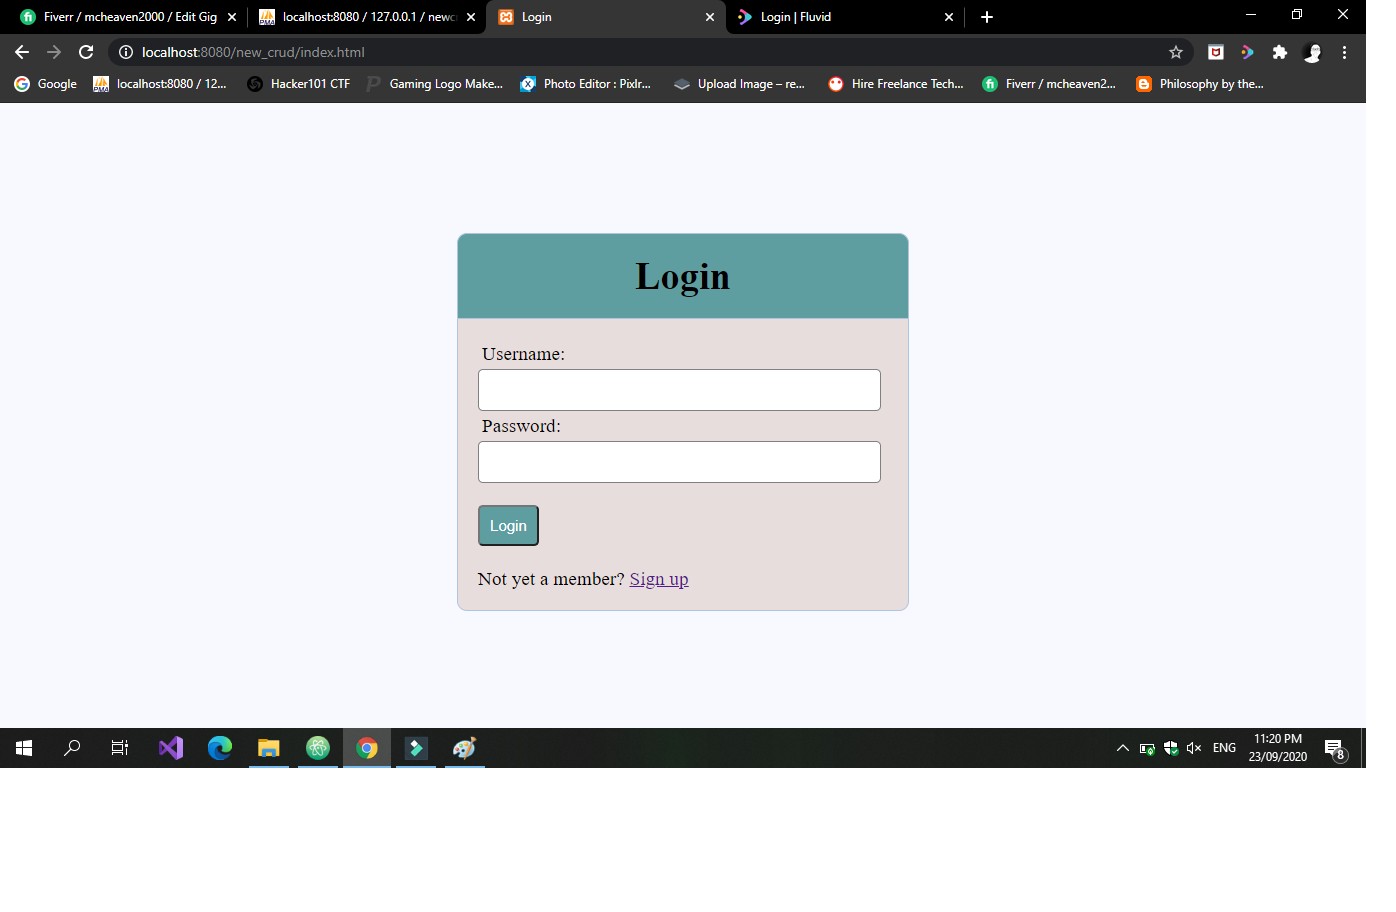 Fiverr / mcheaven2000 / Edit Gig
localhost:8080 / 127.0.0.1 / newc
Login
Login | Fluvid
localhost:8080/new_crud/index.html
Google
localhost:8080 / 12...
Hacker101 CTF
Gaming Logo Make...
Photo Editor : Pixlr...
Upload Image – re...
Hire Freelance Tech...
Fiverr / mcheaven2...
Philosophy by the...
Login
Username:
Password:
Login
Not yet a member? Sign up
ENG
11:20 PM
23/09/2020
8